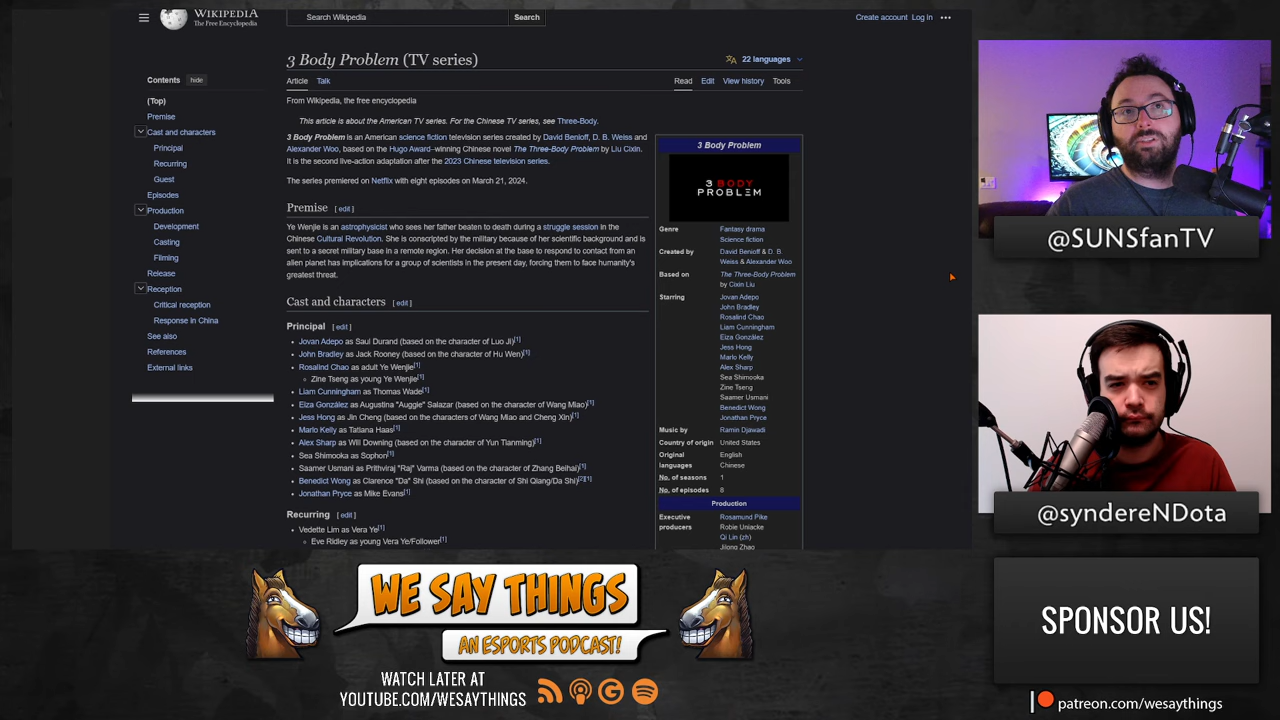 WIKIPEDIA
The Free Encyclopedia
Search Wikipedia
Search
Create account Log in
3 Body Problem (TV series)
22 languages
Article Talk
Read Edit View history Tools
From Wikipedia, the free encyclopedia
Contents hide
(Top)
Premise
Cast and characters
Principal
Recurring
Guest
Episodes
Production
Development
Casting
Filming
Release
Reception
Critical reception
Response in China
See also
References
External links
This article is about the American TV series. For the Chinese TV series, see Three-Body.
3 Body Problem is an American science fiction television series created by David Benioff, D. B. Weiss and
Alexander Woo, based on the Hugo Award–winning Chinese novel The Three-Body Problem by Liu Cixin.
It is the second live-action adaptation after the 2023 Chinese television series.
The series premiered on Netflix with eight episodes on March 21, 2024.
Premise [ edit ]
Ye Wenjie is an astrophysicist who sees her father beaten to death during a struggle session in the
Chinese Cultural Revolution. She is conscripted by the military because of her scientific background and is
sent to a secret military base in a remote region. Her decision at the base to respond to contact from an
alien planet has implications for a group of scientists in the present day, forcing them to face humanity's
greatest threat.
Cast and characters [ edit ]
Principal [ edit ]
Jovan Adepo as Saul Durand (based on the character of Luo Ji)[1]
John Bradley as Jack Rooney (based on the character of Hu Wen)[1]
Rosalind Chao as adult Ye Wenjie[1]
Zine Tseng as young Ye Wenjie[1]
Liam Cunningham as Thomas Wade[1]
Eiza González as Augustina "Auggie" Salazar (based on the character of Wang Miao)[1]
Jess Hong as Jin Cheng (based on the characters of Wang Miao and Cheng Xin)[1]
Marlo Kelly as Tatiana Haas[1]
Alex Sharp as Will Downing (based on the character of Yun Tianming)[1]
Sea Shimooka as Sophon[1]
Saamer Usmani as Prithviraj "Raj" Varma (based on the character of Zhang Beihai)[1]
Benedict Wong as Clarence "Da" Shi (based on the character of Shi Qiang/Da Shi)[2][1]
Jonathan Pryce as Mike Evans[1]
Recurring [ edit ]
Vedette Lim as Vera Ye[1]
Eve Ridley as young Vera Ye/Follower[1]
3 Body Problem
3 BODY
PROBLEM
Genre Fantasy drama
Science fiction
Created by David Benioff & D. B.
Weiss & Alexander Woo
Based on The Three-Body Problem
by Cixin Liu
Starring Jovan Adepo
John Bradley
Rosalind Chao
Liam Cunningham
Eiza González
Jess Hong
Marlo Kelly
Alex Sharp
Sea Shimooka
Zine Tseng
Saamer Usmani
Benedict Wong
Jonathan Pryce
Music by Ramin Djawadi
Country of origin United States
Original English
languages Chinese
No. of seasons 1
No. of episodes 8
Production
Executive Rosamund Pike
producers Robie Uniacke
Qi Lin (zh)
Jilong Zhao
@SUNSfanTV
@syndereNDota
WE SAY THINGS
AN ESPORTS PODCAST!
WATCH LATER AT
YOUTUBE.COM/WESAYTHINGS
SPONSOR US!
patreon.com/wesaythings